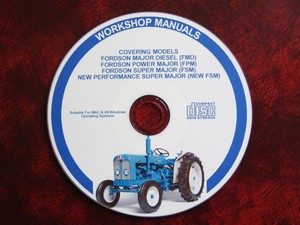 WORKSHOP MANUALS
COVERING MODELS
FORDSON MAJOR DIESEL (FMD)
FORDSON POWER MAJOR (FPM)
FORDSON SUPER MAJOR (FSM)
NEW PERFORMANCE SUPER MAJOR (NEW FSM)
Suitable For MAC & All Windows
Operating Systems
COMPACT
disc
DATA STORAGE